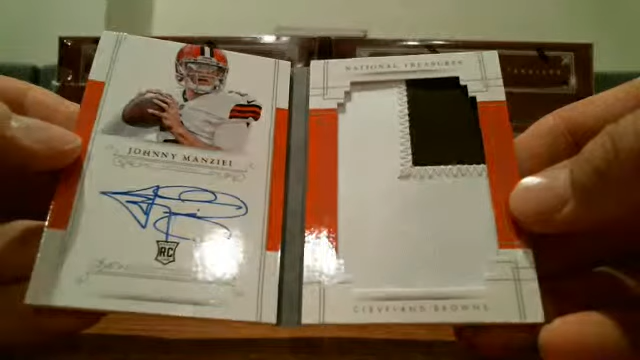 NATIONAL TREASURES
JOHNNY MANZIEL
RC
CLEVELAND BROWNS